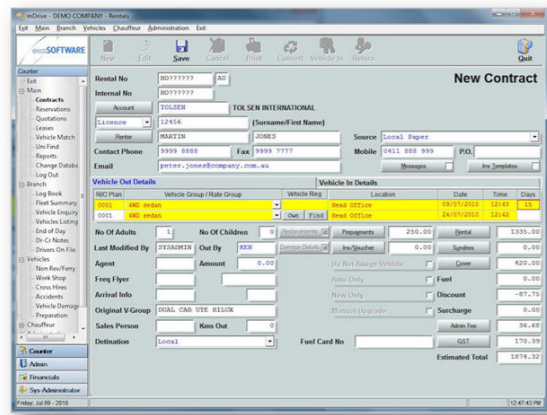 mDrive - DEMO COMPANY - Rentals
Exit Main Branch Vehicles Chauffeur Administration Exit
SOFTWARE
New Edit Save Cancel Print Convert Vehicle In Return Quit
Counter
Exit
Main
Contracts
Reservations
Quotations
Leases
Vehicle Match
Uni Find
Reports
Change Databa
Log Out
Branch
Log Book
Fleet Summary
Vehicle Enquiry
Vehicles Listing
End of Day
Dr-Cr Notes
Drivers On File
Vehicles
Non Rev/Ferry
Work Shop
Cross Hires
Accidents
Vehicle Damag
Preparation
Chauffeur
Counter
Admin
Financials
Sys-Administrator
New Contract
Rental No HO?????? AU
Internal No HO??????
Account TOLSEN TOLSEN INTERNATIONAL
Licence 12456 (Surname/First Name)
Renter MARTIN JONES Source Local Paper
Contact Phone 9999 8888 Fax 9999 7777 Mobile 0411 888 999 P.O.
Email peter.jones@company.com.au Messages Inv Templates
Vehicle Out Details Vehicle In Details
R/C Plan Vehicle Group / Rate Group Vehicle Reg Location Date Time Days
0001 4WD sedan Head Office 09/07/2010 12:43 15
0001 4WD sedan Own Find Head Office 24/07/2010 12:42
No Of Adults 1 No Of Children 0 Replacements Prepayments 250.00 Rental 1335.00
Last Modified By SYSADMIN Out By KEN Damage Details Inv/Voucher 0.00 Sundries 0.00
Agent Amount 0.00 Do Not Assign Vehicle Cover 420.00
Freq Flyer Auto Only Fuel 0.00
Arrival Info New Only Discount -87.75
Original V-Group DUAL CAB UTE HILUX Manual Upgrade Surcharge 0.00
Sales Person Kms Out 0 Admin Fee 36.68
Detination Local Fuel Card No GST 170.39
Estimated Total 1874.32
Friday, Jul 09 - 2010 12:47:43 PM